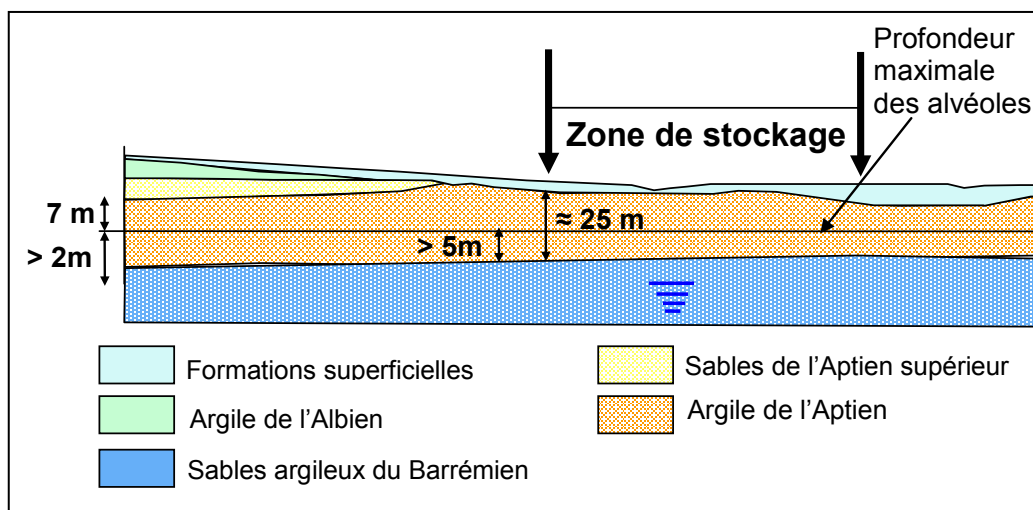 Profondeur
maximale
des alvéoles
Zone de stockage
7 m
≈ 25 m
> 5m
> 2m
Formations superficielles
Sables de l'Aptien supérieur
Argile de l'Albien
Argile de l'Aptien
Sables argileux du Barrémien